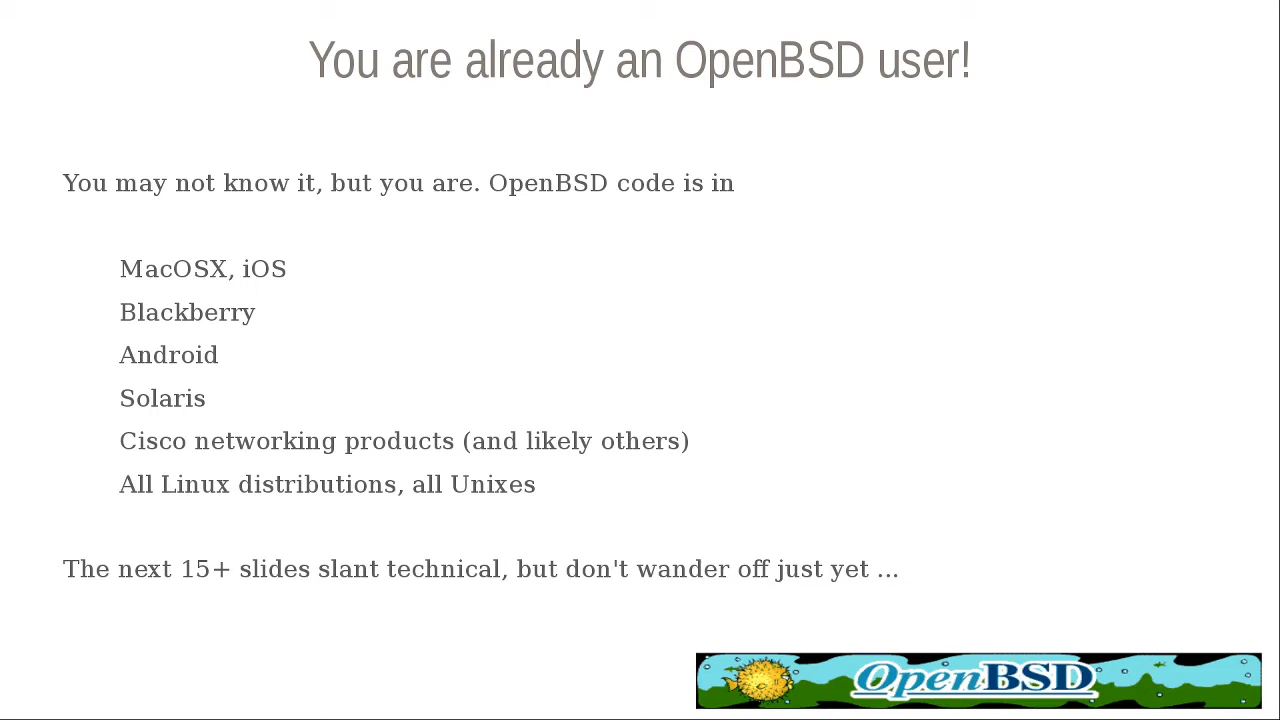 You are already an OpenBSD user!
You may not know it, but you are. OpenBSD code is in
MacOSX, iOS
Blackberry
Android
Solaris
Cisco networking products (and likely others)
All Linux distributions, all Unixes
The next 15+ slides slant technical, but don't wander off just yet ...
OpenBSD